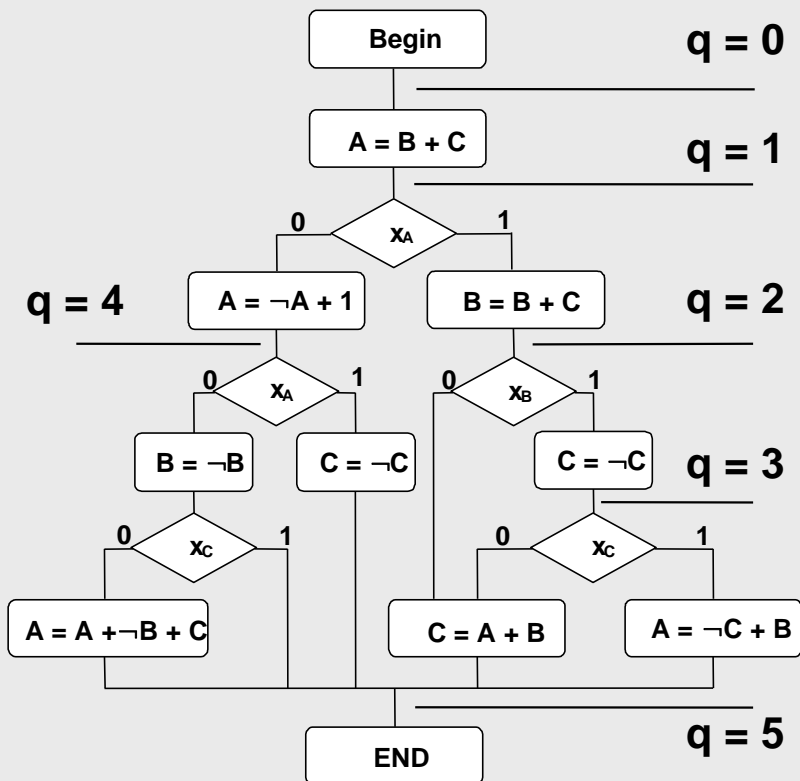 Begin
q = 0
A = B + C
q = 1
0
1
xA
q = 4
A = ¬A + 1
B = B + C
q = 2
0
xA
1
0
xB
1
B = ¬B
C = ¬C
C = ¬C
q = 3
0
xC
1
0
xC
1
A = A +¬B + C
C = A + B
A = ¬C + B
END
q = 5